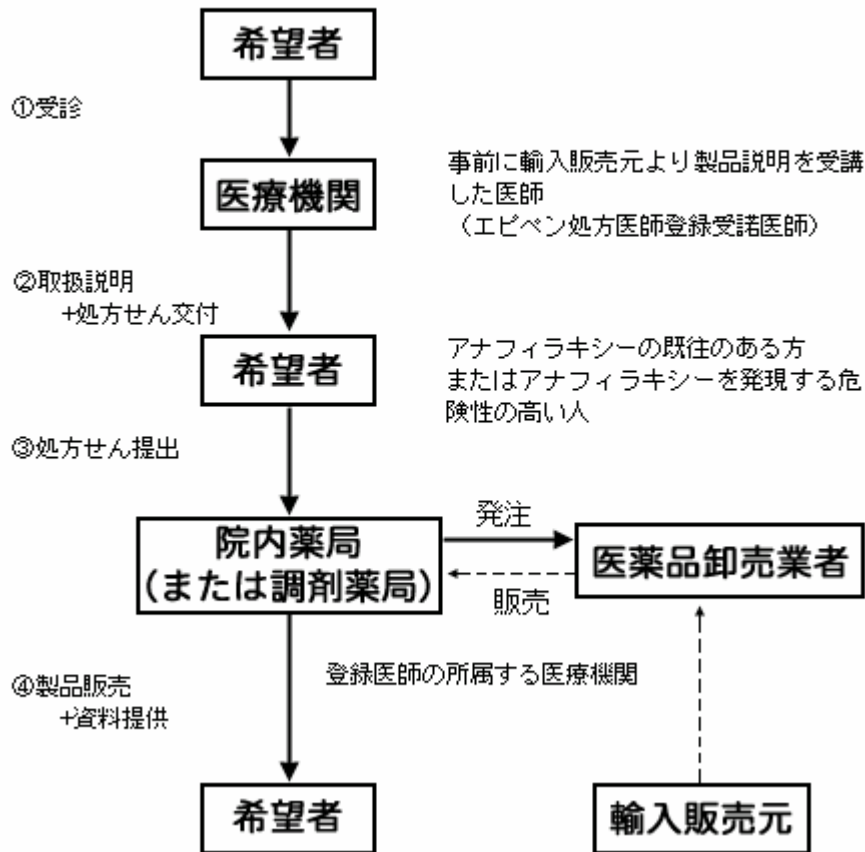 希望者
①受診
医療機関
事前に輸入販売元より製品説明を受講
した医師
（エピペン処方医師登録受諾医師）
②取扱説明
+処方せん交付
希望者
アナフィラキシーの既往のある方
またはアナフィラキシーを発現する危
険性の高い人
③処方せん提出
院内薬局
（または調剤薬局）
発注
販売
医薬品卸売業者
④製品販売
+資料提供
登録医師の所属する医療機関
希望者
輸入販売元